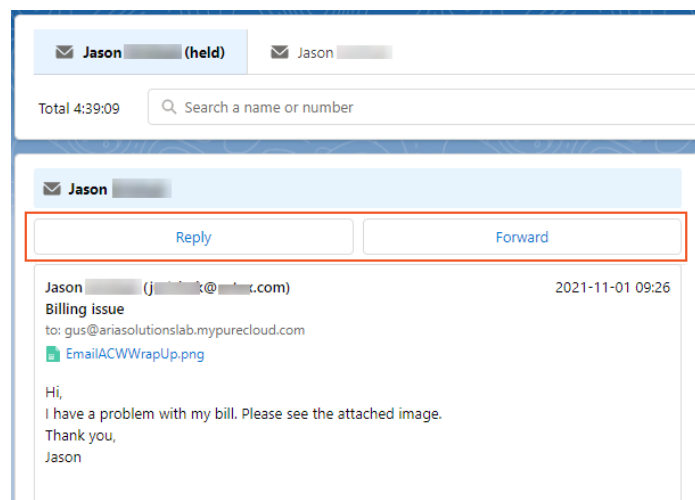 Jason (held)
Jason
Total 4:39:09
Search a name or number
Jason
Reply
Forward
Jason (j k@ .com)
2021-11-01 09:26
Billing issue
to: gus@ariasolutionslab.mypurecloud.com
EmailACWWrapUp.png
Hi,
I have a problem with my bill. Please see the attached image.
Thank you,
Jason